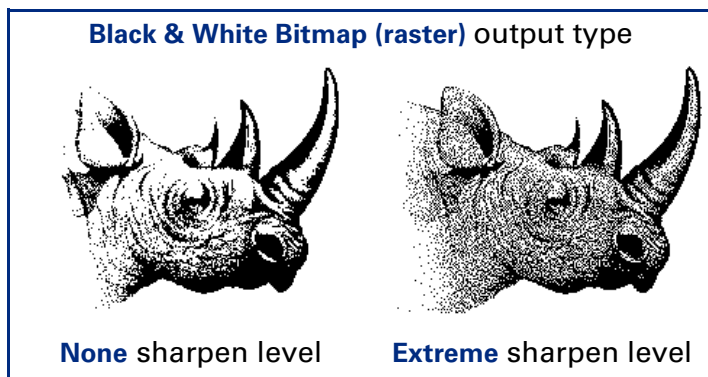 Black & White Bitmap (raster) output type
None sharpen level
Extreme sharpen level